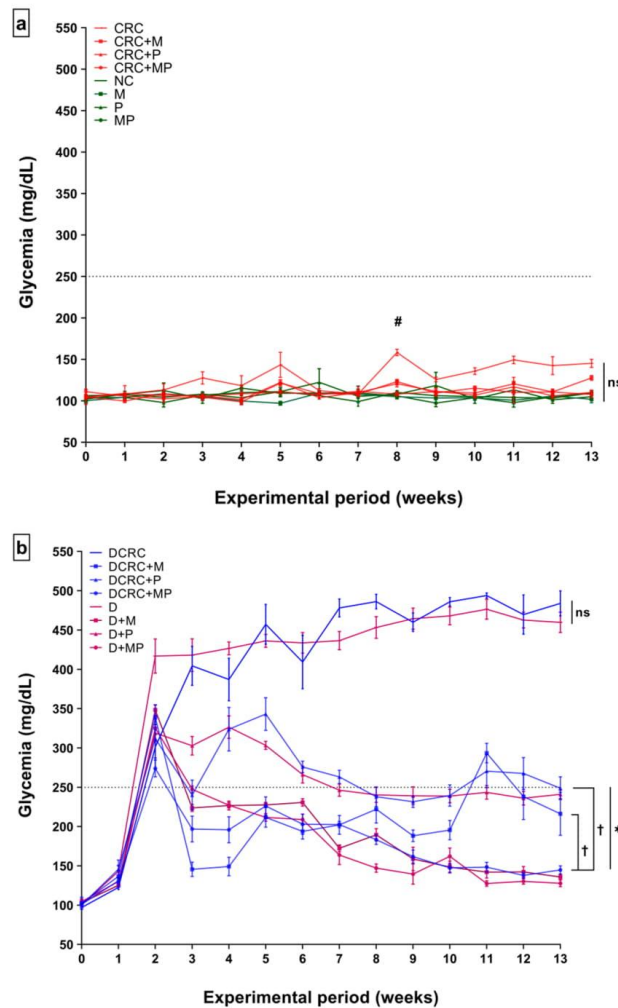 a
CRC
CRC+M
CRC+P
CRC+MP
NC
M
P
MP
550
500
450
400
350
300
250
200
150
100
50
Glycemia (mg/dL)
#
ns
0 1 2 3 4 5 6 7 8 9 10 11 12 13
Experimental period (weeks)
b
DCRC
DCRC+M
DCRC+P
DCRC+MP
D
D+M
D+P
D+MP
550
500
450
400
350
300
250
200
150
100
50
Glycemia (mg/dL)
ns
† † *
0 1 2 3 4 5 6 7 8 9 10 11 12 13
Experimental period (weeks)